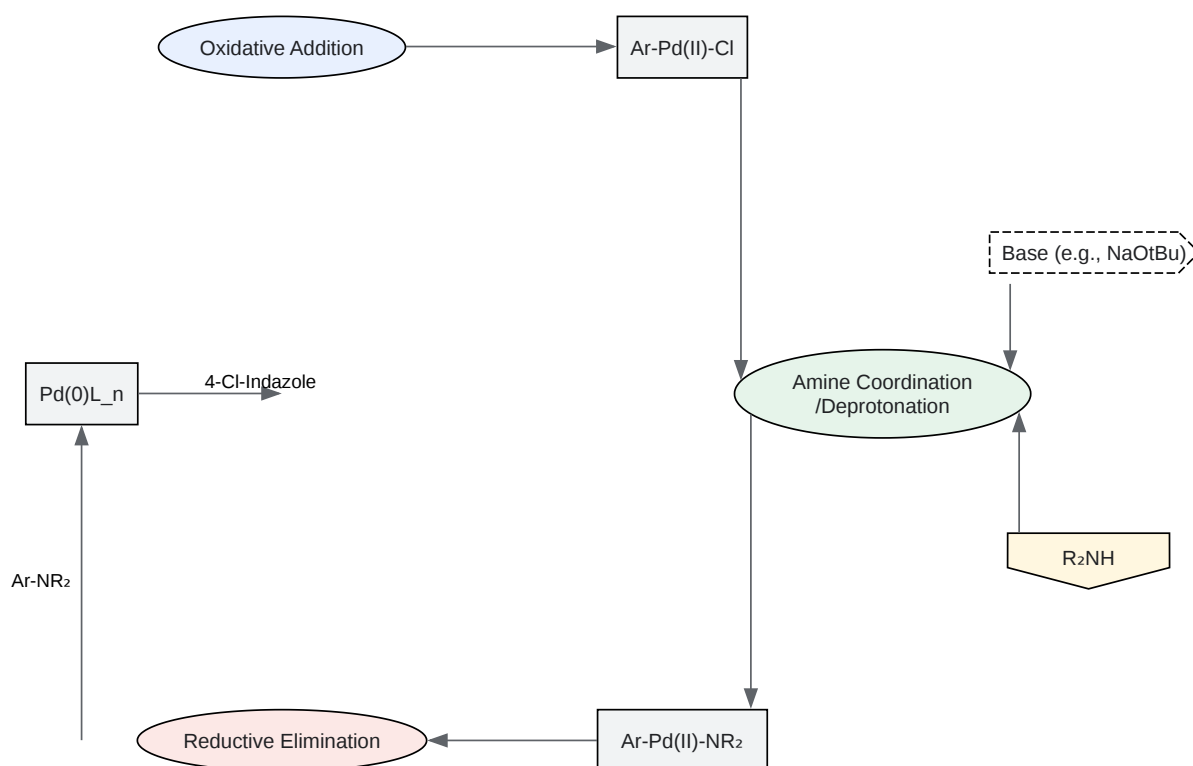 Oxidative Addition
Ar-Pd(II)-Cl
Base (e.g., NaOtBu)
Amine Coordination
/Deprotonation
4-Cl-Indazole
Pd(0)L_n
R₂NH
Ar-NR₂
Reductive Elimination
Ar-Pd(II)-NR₂